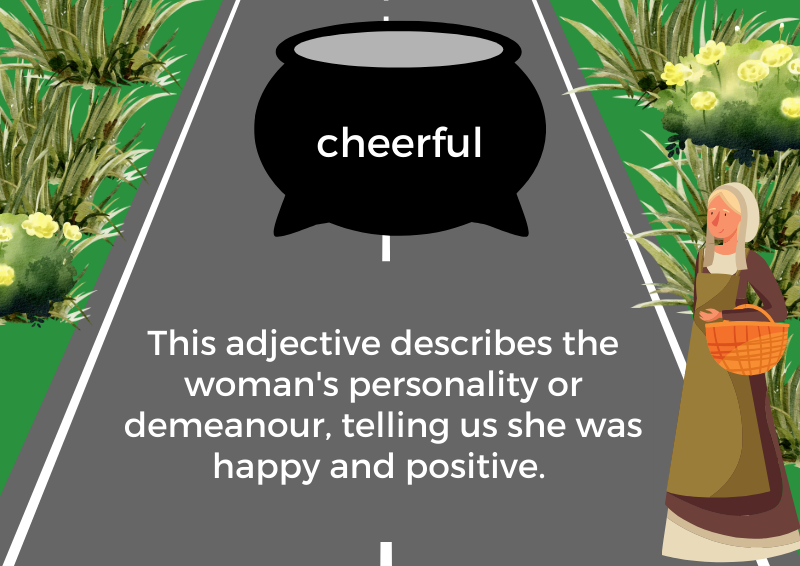 cheerful
This adjective describes the
woman's personality or
demeanour, telling us she was
happy and positive.